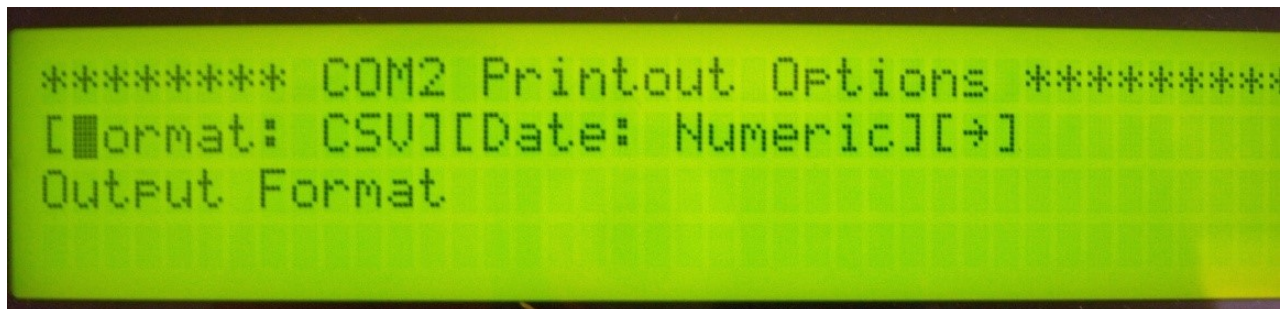 ******** COM2 Printout Options *********
[ormat: CSV][Date: Numeric][→]
Output Format